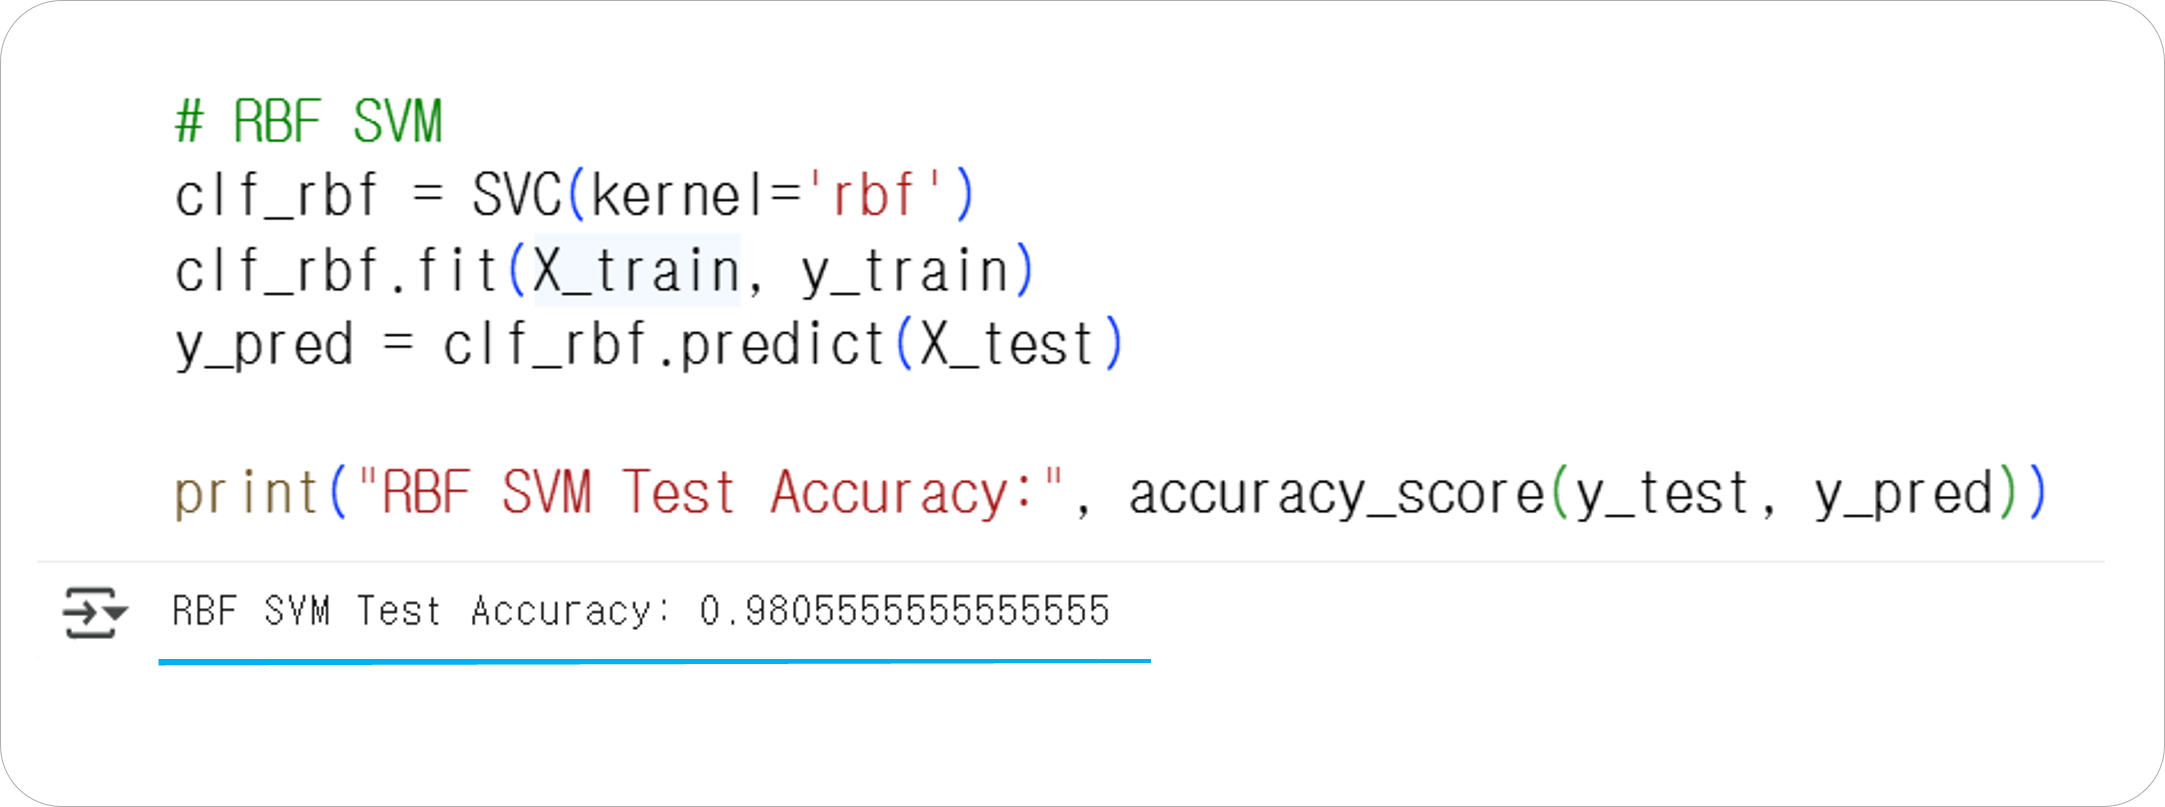 # RBF SVM
clf_rbf = SVC(kernel='rbf')
clf_rbf.fit(X_train, y_train)
y_pred = clf_rbf.predict(X_test)
print("RBF SVM Test Accuracy:", accuracy_score(y_test, y_pred))
RBF SVM Test Accuracy: 0.9805555555555555